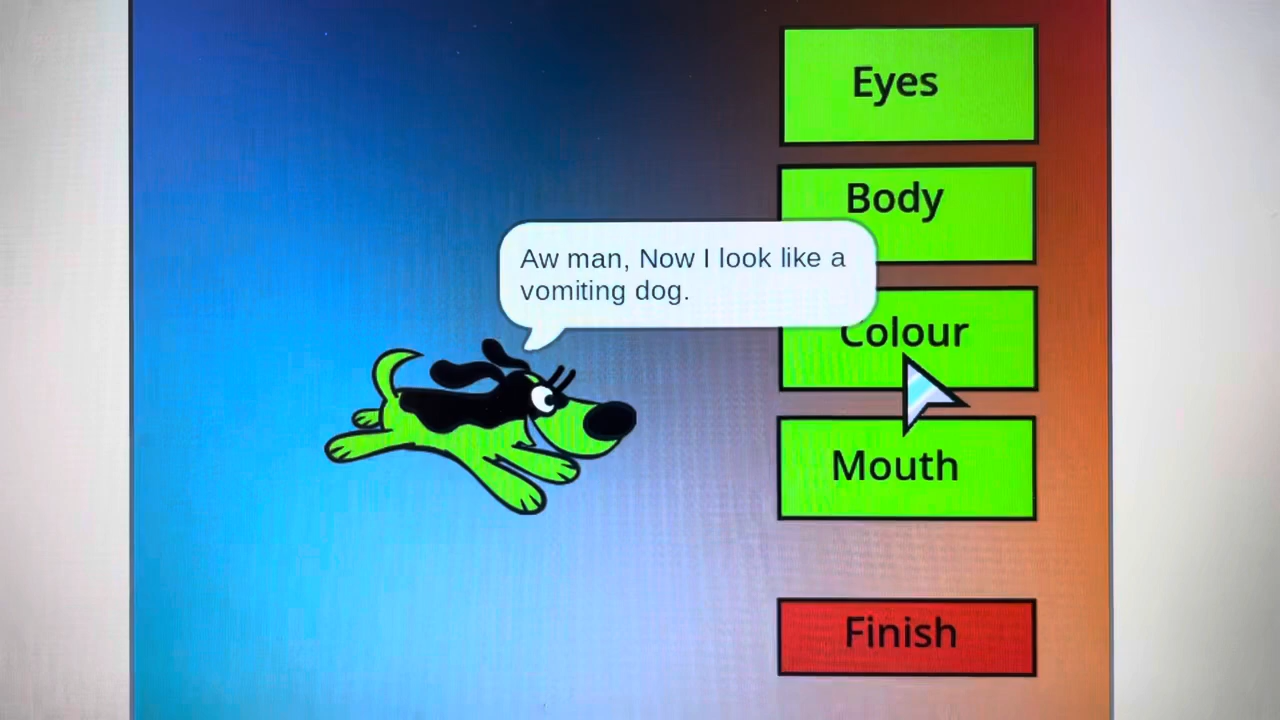 Eyes
Body
Aw man, Now I look like a
vomiting dog.
Colour
Mouth
Finish